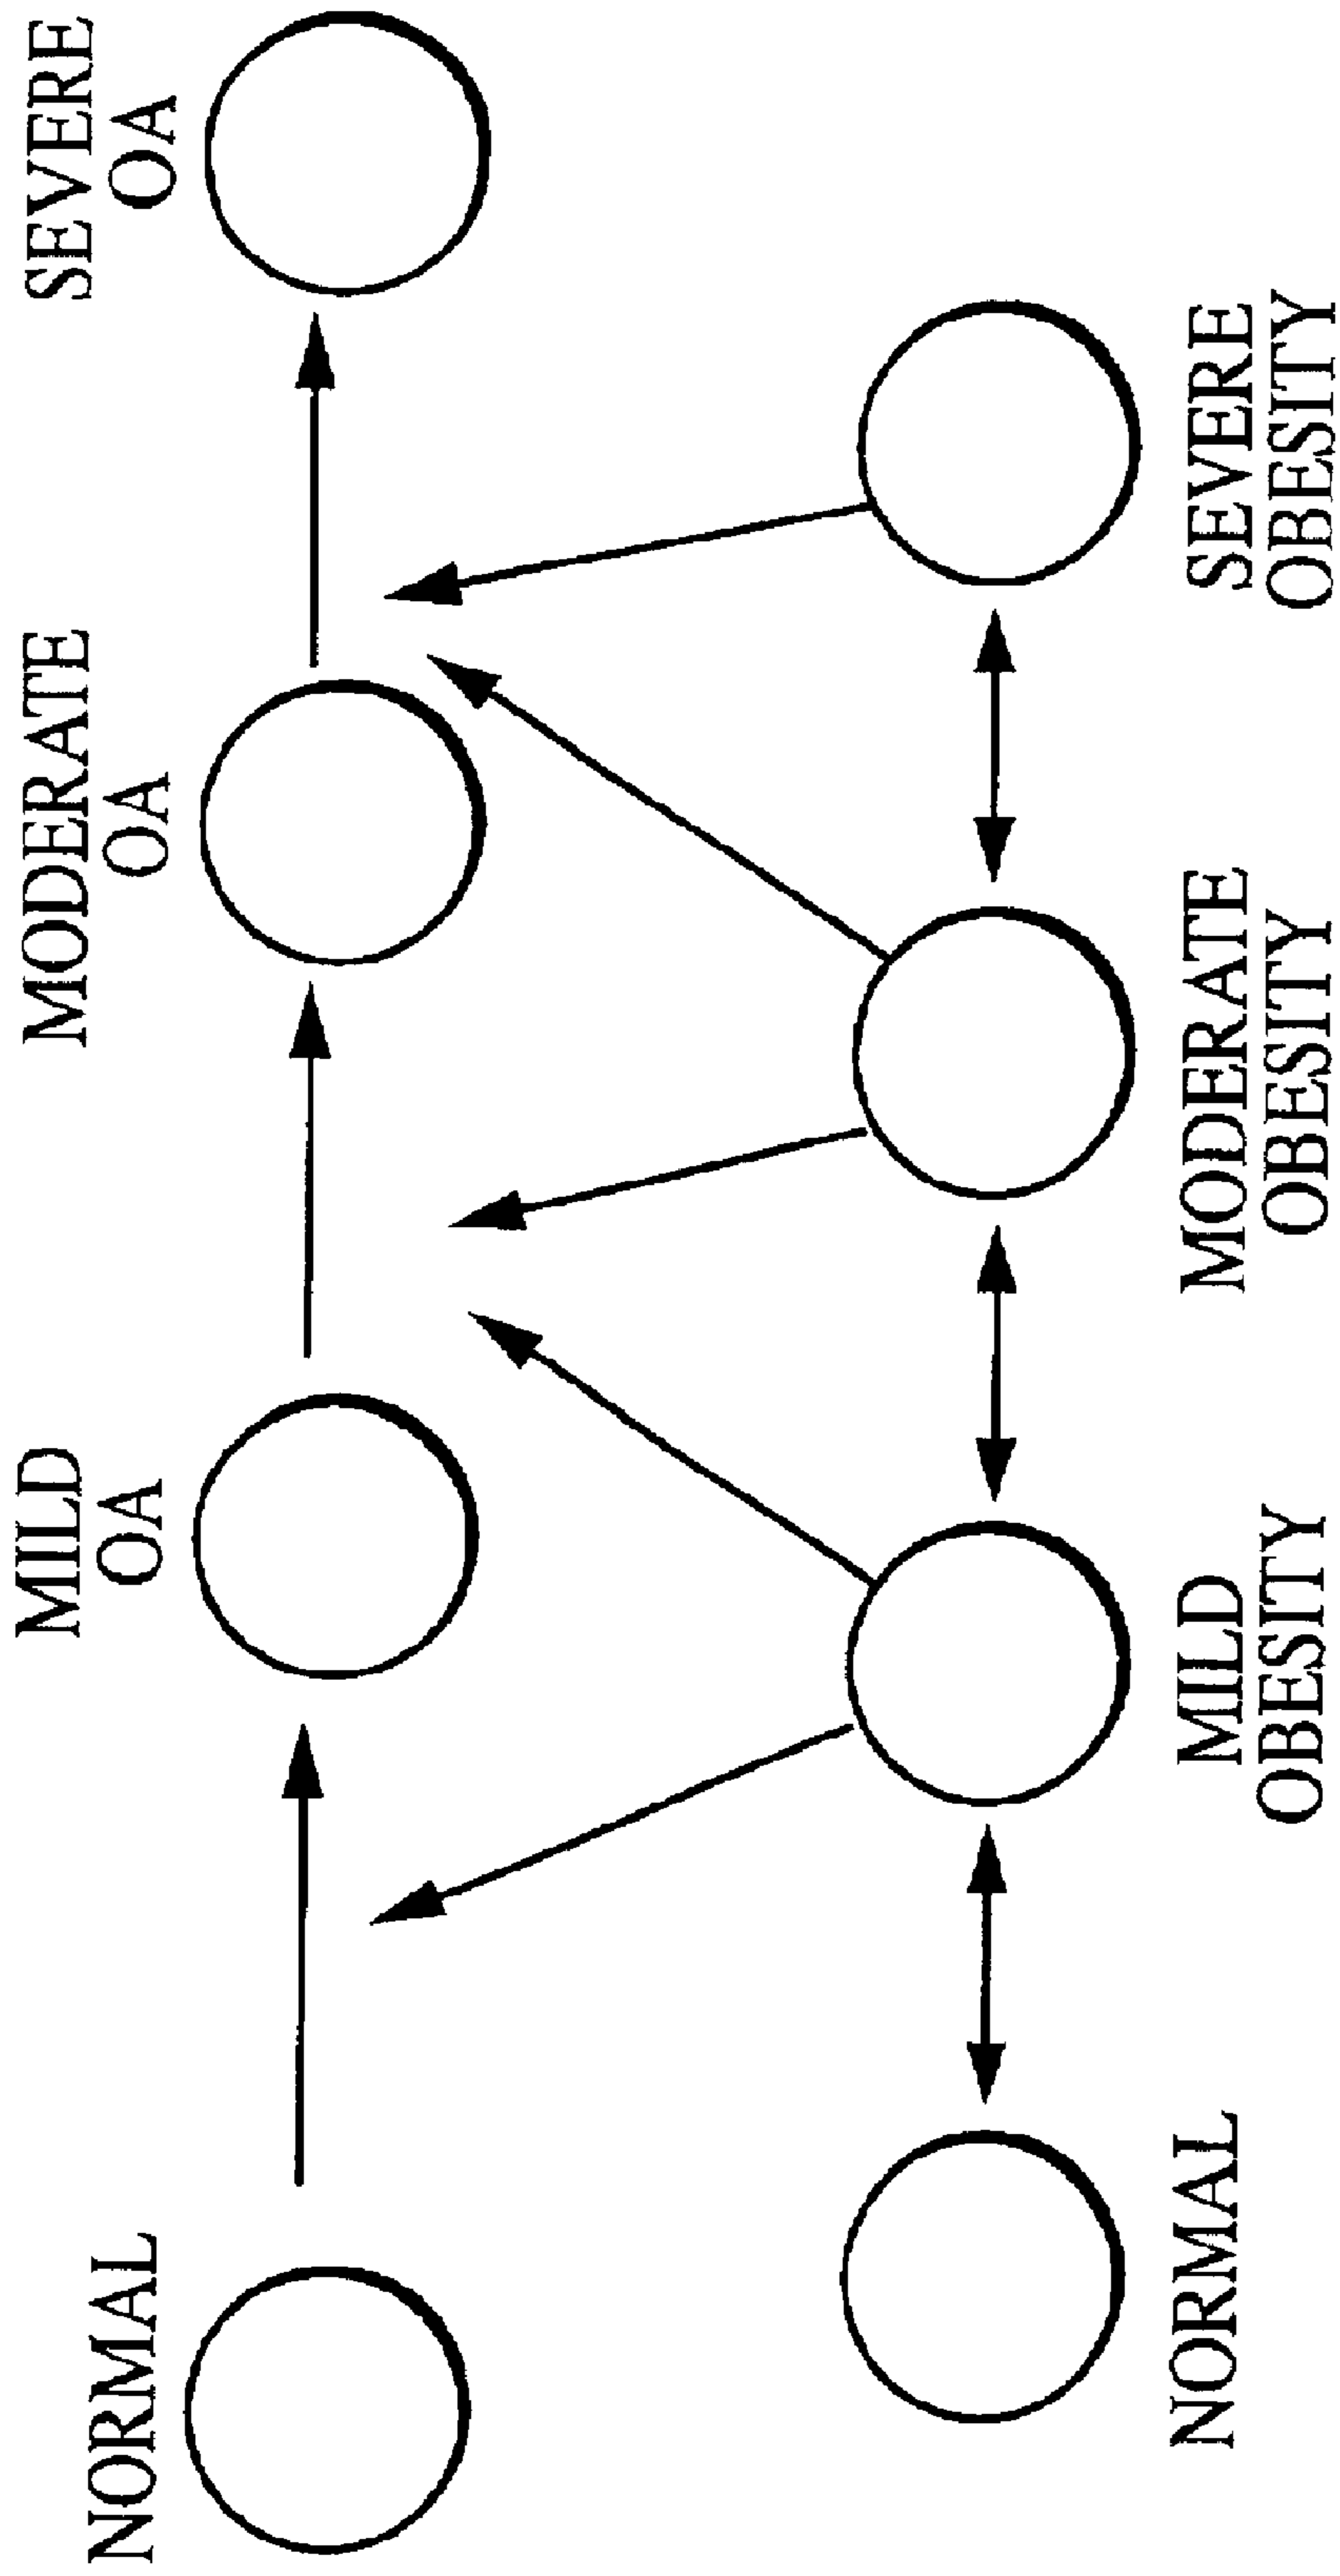 NORMAL
MILD
OA
MODERATE
OA
SEVERE
OA
NORMAL
MILD
OBESITY
MODERATE
OBESITY
SEVERE
OBESITY